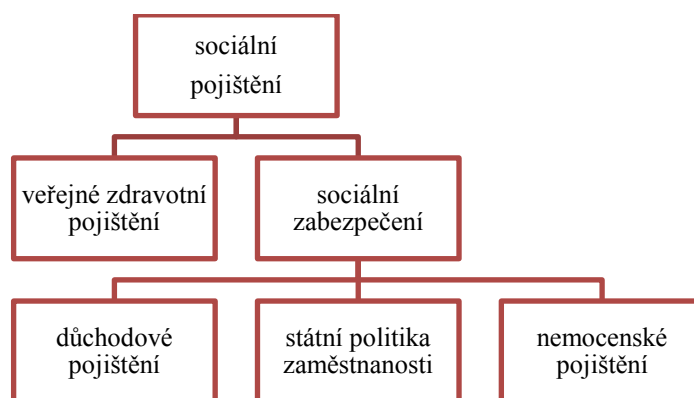 sociální
pojištění
veřejné zdravotní
pojištění
sociální
zabezpečení
důchodové
pojištění
státní politika
zaměstnanosti
nemocenské
pojištění